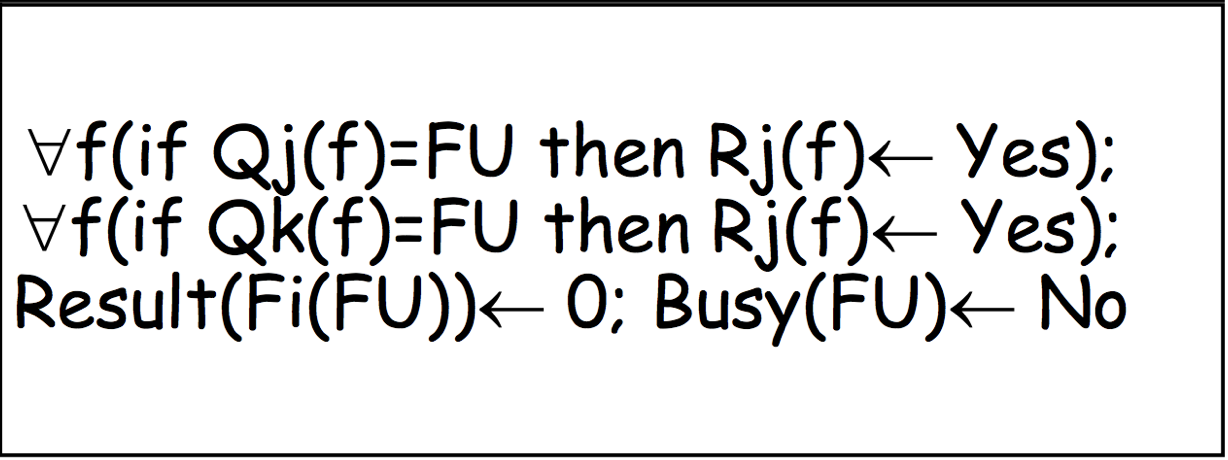 ∀f(if Qj(f)=FU then Rj(f)← Yes);
∀f(if Qk(f)=FU then Rj(f)← Yes);
Result(Fi(FU))← 0; Busy(FU)← No